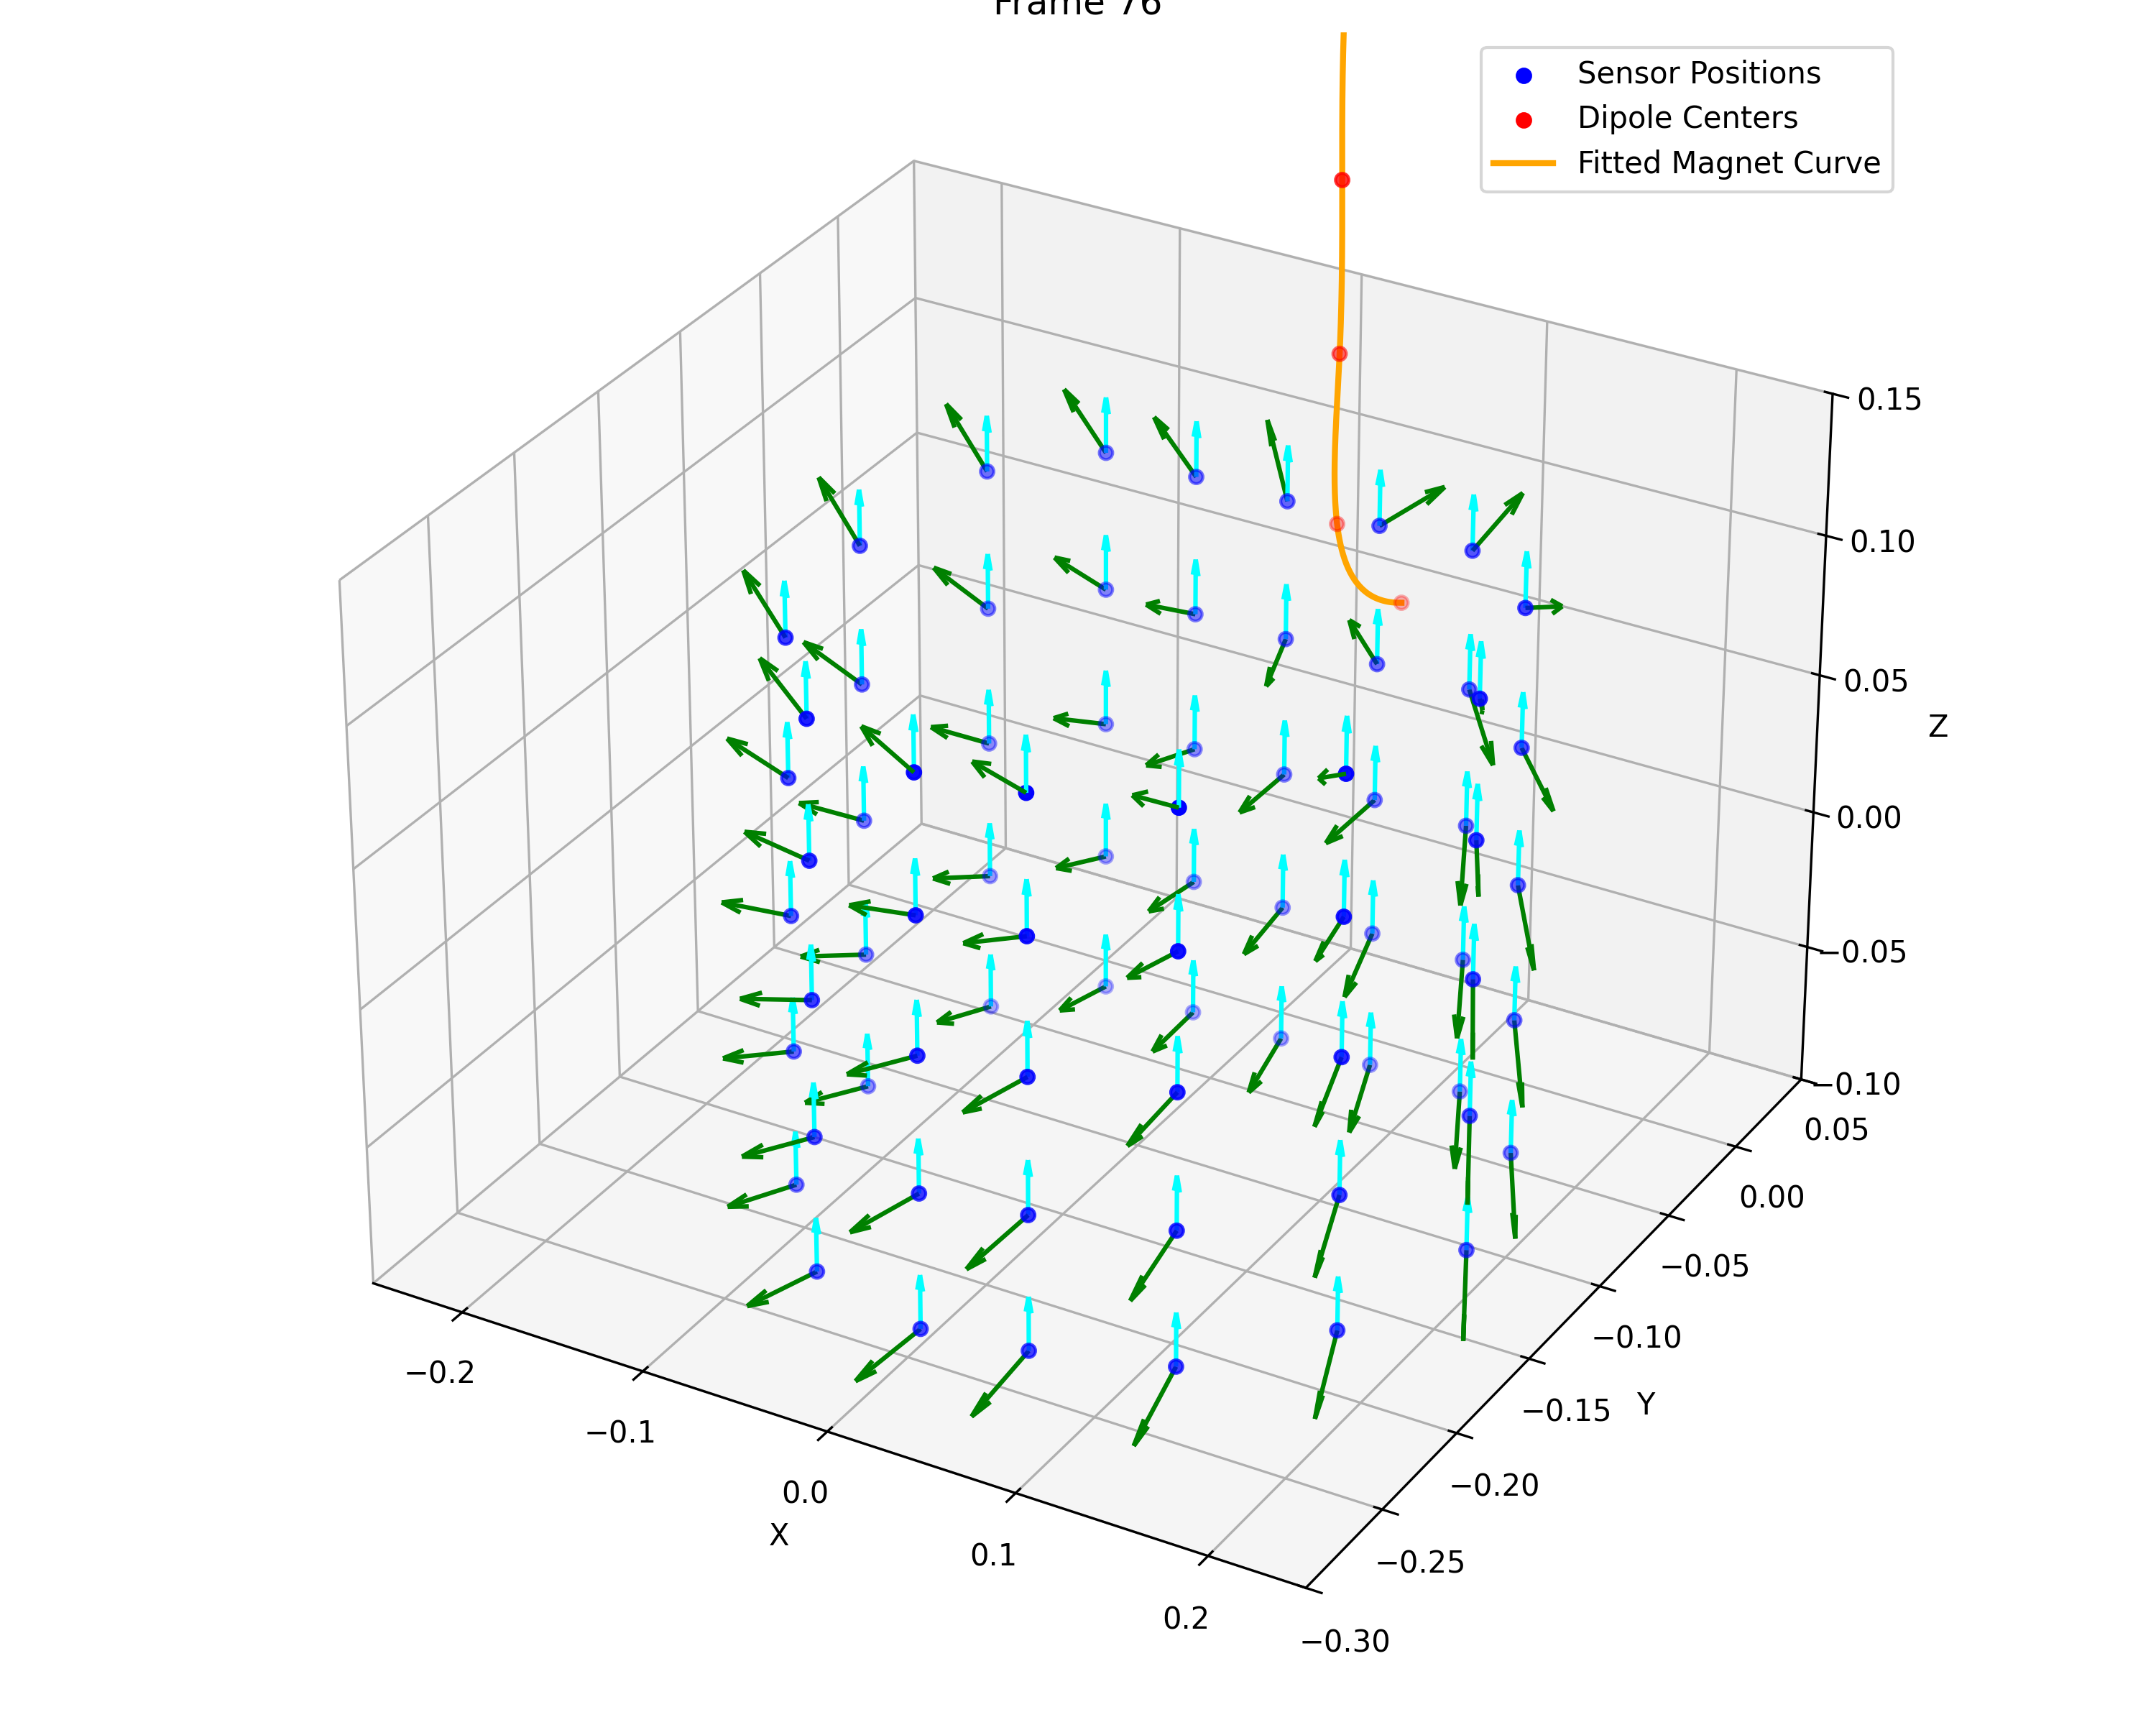 Frame 76
Sensor Positions
Dipole Centers
Fitted Magnet Curve
0.15
0.10
0.05
0.00
−0.05
−0.10
Z
0.05
0.00
−0.05
−0.10
−0.15
−0.20
−0.25
−0.30
Y
−0.2
−0.1
0.0
0.1
0.2
X